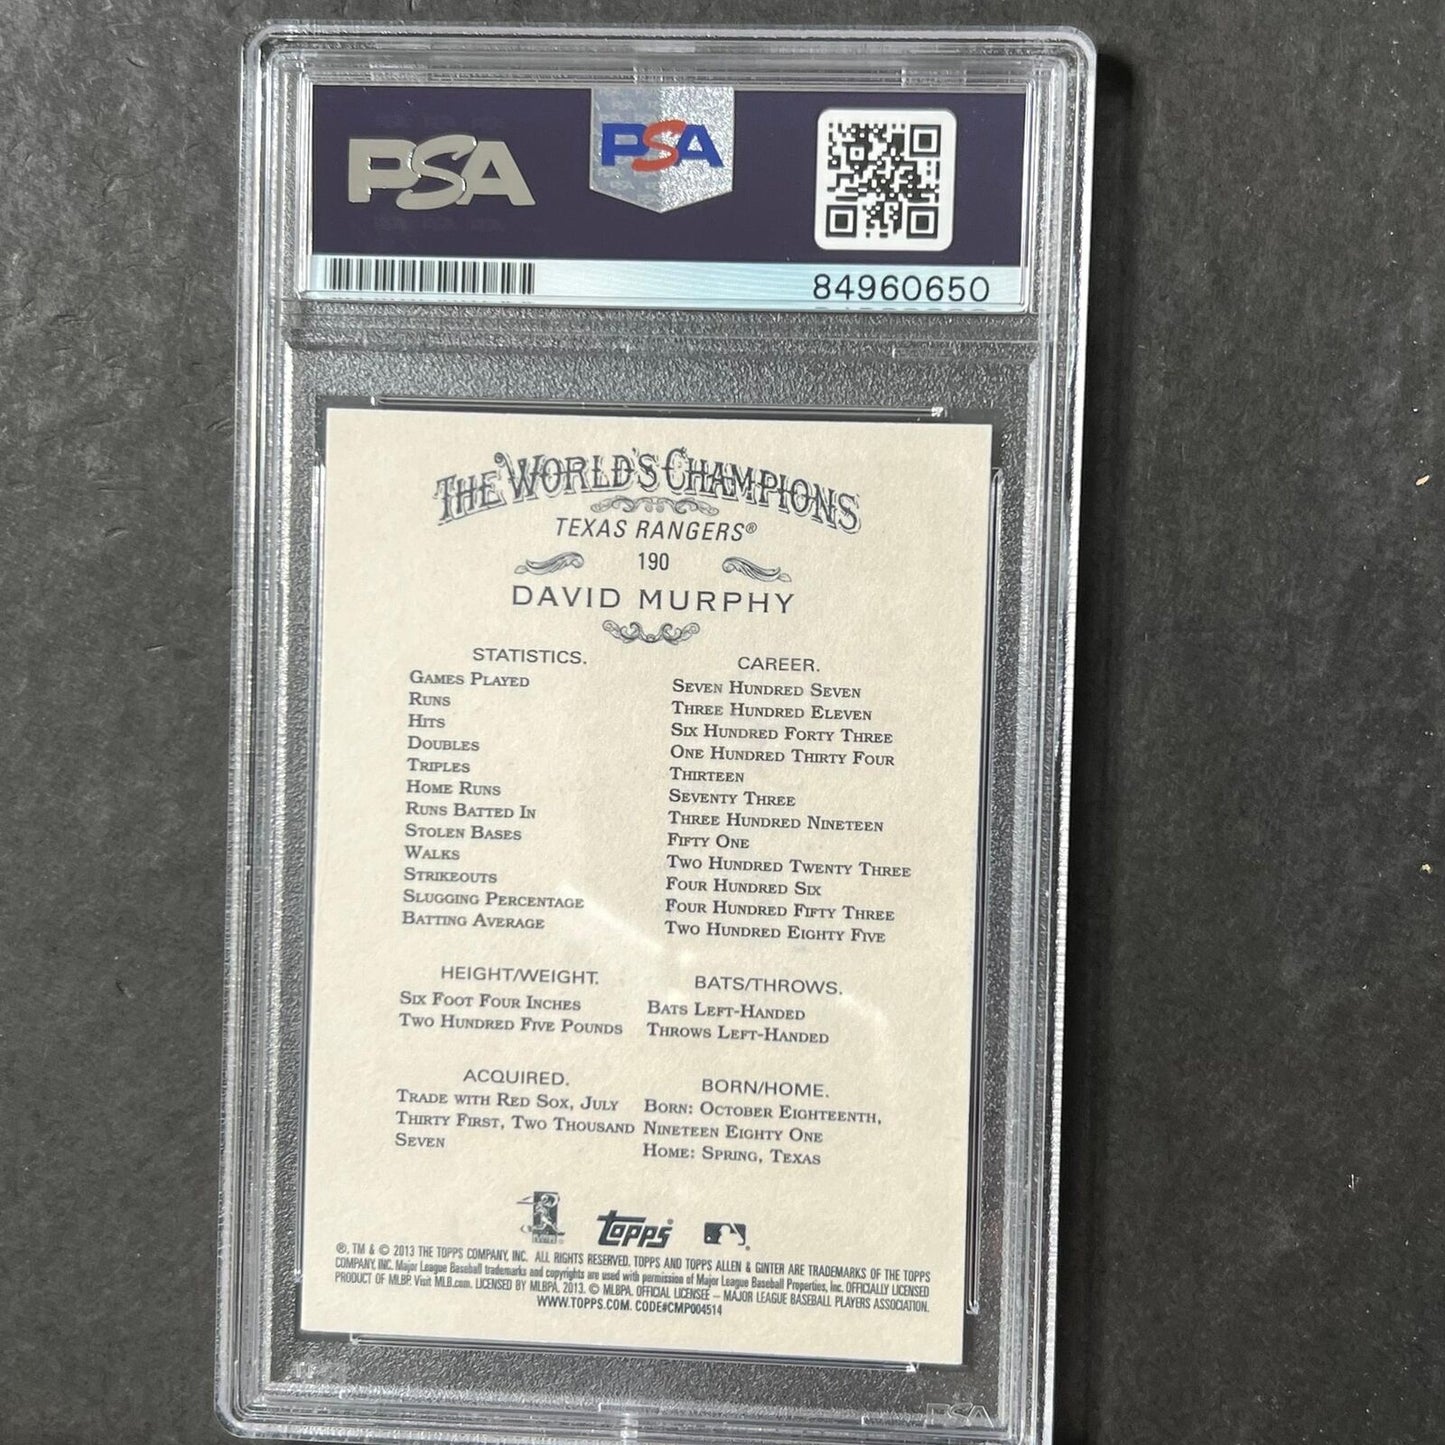 PSA
PSA
84960650
THE WORLD'S CHAMPIONS
TEXAS RANGERS®
190
DAVID MURPHY
STATISTICS.
GAMES PLAYED
RUNS
HITS
DOUBLES
TRIPLES
HOME RUNS
RUNS BATTED IN
STOLEN BASES
WALKS
STRIKEOUTS
SLUGGING PERCENTAGE
BATTING AVERAGE
CAREER.
SEVEN HUNDRED SEVEN
THREE HUNDRED ELEVEN
SIX HUNDRED FORTY THREE
ONE HUNDRED THIRTY FOUR
THIRTEEN
SEVENTY THREE
THREE HUNDRED NINETEEN
FIFTY ONE
TWO HUNDRED TWENTY THREE
FOUR HUNDRED SIX
FOUR HUNDRED FIFTY THREE
TWO HUNDRED EIGHTY FIVE
HEIGHT/WEIGHT.
SIX FOOT FOUR INCHES
TWO HUNDRED FIVE POUNDS
BATS/THROWS.
BATS LEFT-HANDED
THROWS LEFT-HANDED
ACQUIRED.
TRADE WITH RED SOX, JULY
THIRTY FIRST, TWO THOUSAND
SEVEN
BORN/HOME.
BORN: OCTOBER EIGHTEENTH,
NINETEEN EIGHTY ONE
HOME: SPRING, TEXAS
Topps
®, TM & © 2013 THE TOPPS COMPANY, INC. ALL RIGHTS RESERVED. TOPPS AND TOPPS ALLEN & GINTER ARE TRADEMARKS OF THE TOPPS
COMPANY, INC. Major League Baseball trademarks and copyrights are used with permission of Major League Baseball Properties, Inc. OFFICIALLY LICENSED
PRODUCT OF MLBP. Visit MLB.com. LICENSED BY MLBPA, 2013. © MLBPA. OFFICIAL LICENSEE – MAJOR LEAGUE BASEBALL PLAYERS ASSOCIATION.
WWW.TOPPS.COM. CODE#CMP004514
PSA